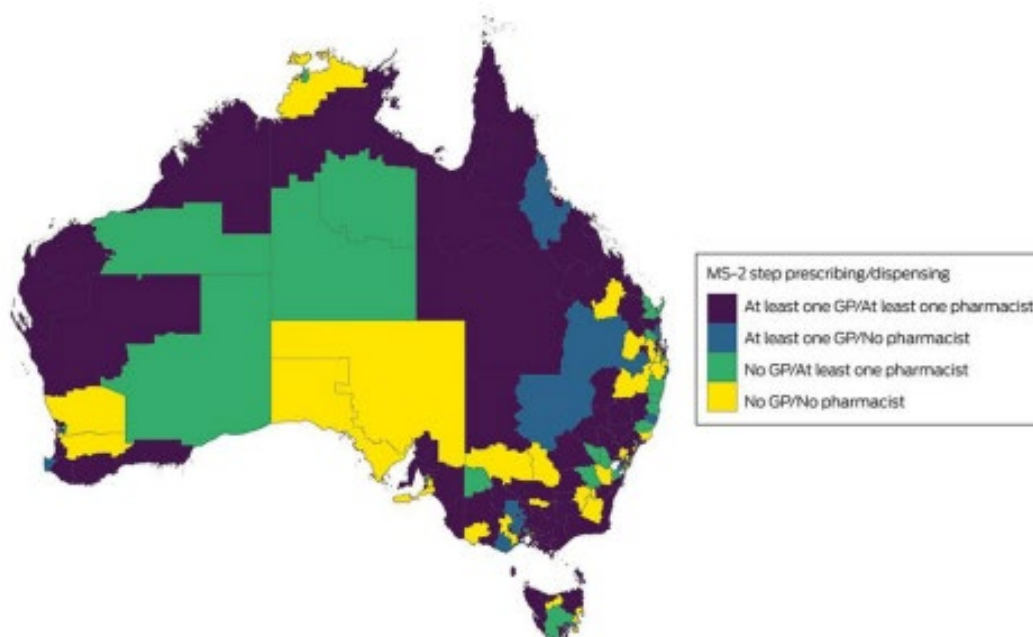 MS-2 step prescribing/dispensing
At least one GP/At least one pharmacist
At least one GP/No pharmacist
No GP/At least one pharmacist
No GP/No pharmacist